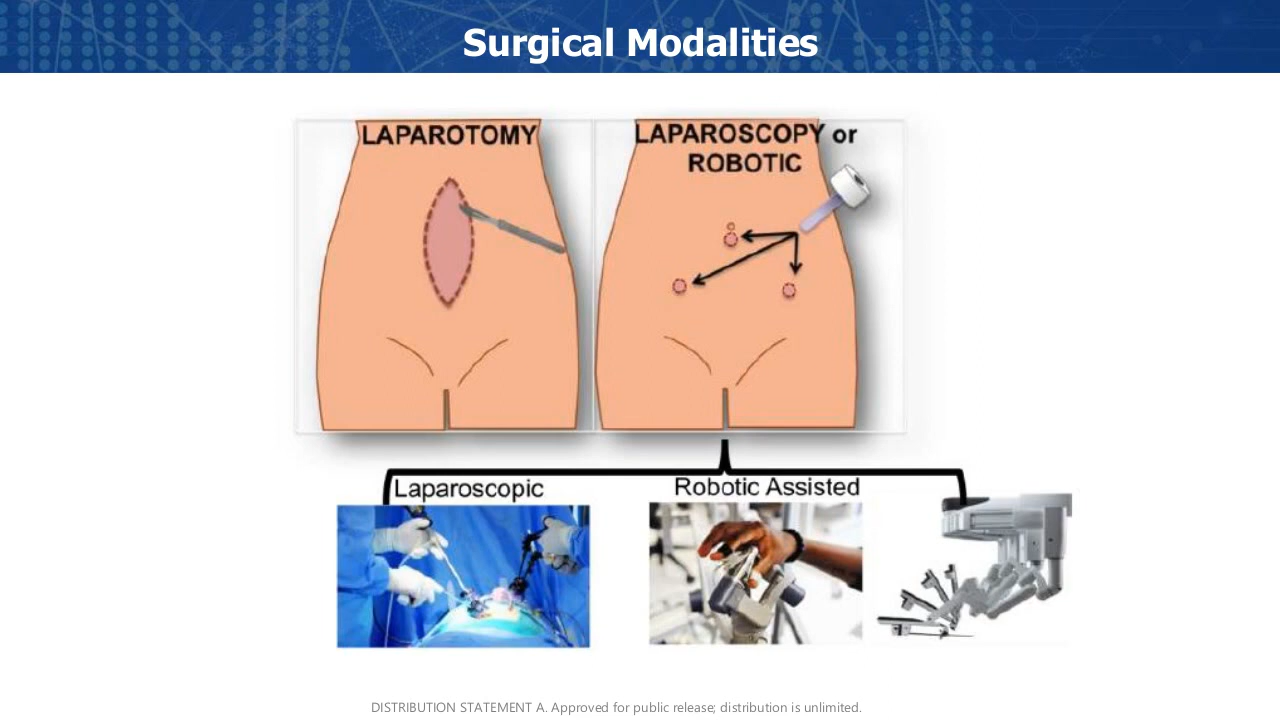 Surgical Modalities
LAPAROTOMY
LAPAROSCOPY or
ROBOTIC
Laparoscopic
Robotic Assisted
DISTRIBUTION STATEMENT A. Approved for public release; distribution is unlimited.